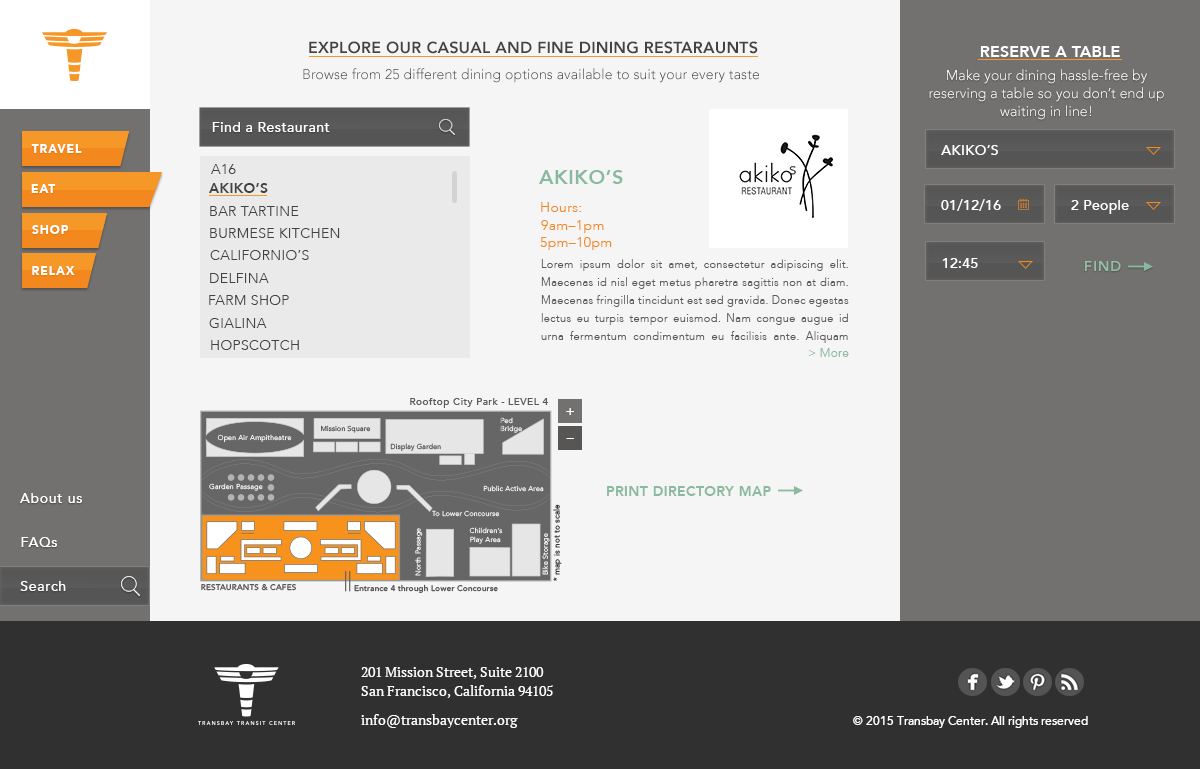 TRAVEL
EAT
SHOP
RELAX
About us
FAQs
Search
EXPLORE OUR CASUAL AND FINE DINING RESTARAUNTS
Browse from 25 different dining options available to suit your every taste
Find a Restaurant
A16
AKIKO'S
BAR TARTINE
BURMESE KITCHEN
CALIFORNIO'S
DELFINA
FARM SHOP
GIALINA
HOPSCOTCH
AKIKO'S
Hours:
9am–1pm
5pm–10pm
akikos
RESTAURANT
Lorem ipsum dolor sit amet, consectetur adipiscing elit.
Maecenas id nisl eget metus pharetra sagittis non at diam.
Maecenas fringilla tincidunt est sed gravida. Donec egestas
lectus eu turpis tempor euismod. Nam congue augue id
urna fermentum condimentum eu facilisis ante. Aliquam
> More
Rooftop City Park - LEVEL 4
+
–
Open Air Ampitheatre
Mission Square
Display Garden
Ped
Bridge
Garden Passage
Public Active Area
To Lower Concourse
North Passage
Children's
Play Area
Bike Storage
* map is not to scale
RESTAURANTS & CAFES
Entrance 4 through Lower Concourse
PRINT DIRECTORY MAP
RESERVE A TABLE
Make your dining hassle-free by
reserving a table so you don't end up
waiting in line!
AKIKO'S
01/12/16
2 People
12:45
FIND
TRANSBAY TRANSIT CENTER
201 Mission Street, Suite 2100
San Francisco, California 94105
info@transbaycenter.org
© 2015 Transbay Center. All rights reserved